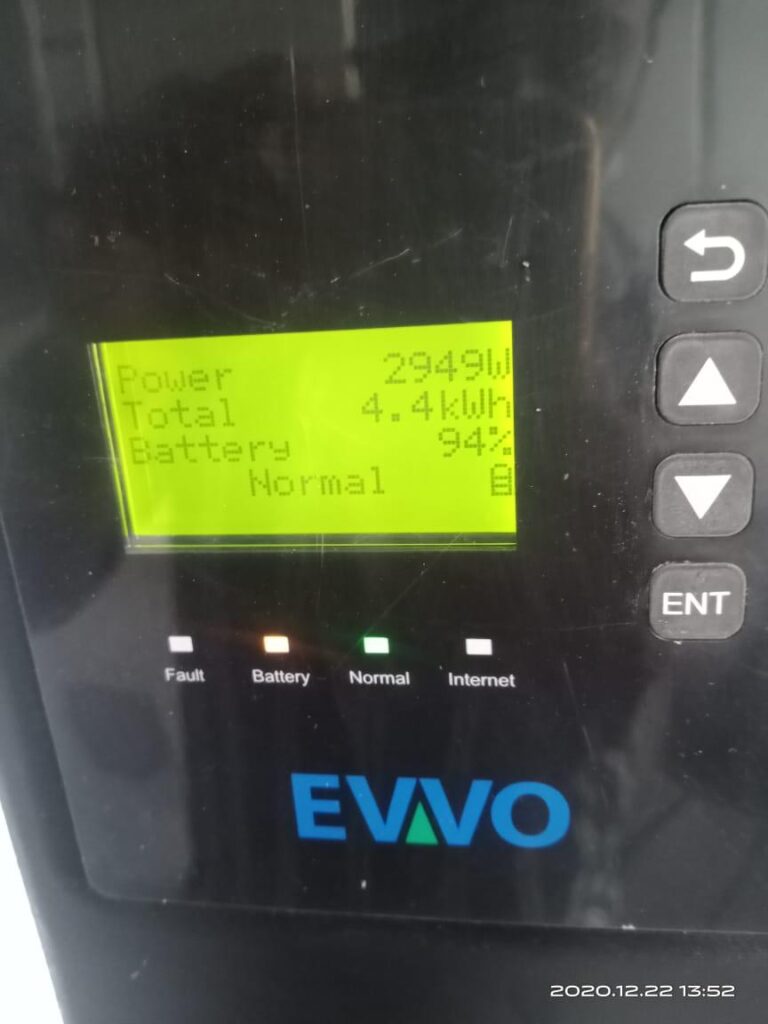 Power 2949W
Total 4.4kWh
Battery 94%
Normal
ENT
Fault Battery Normal Internet
EVVO
2020.12.22 13:52